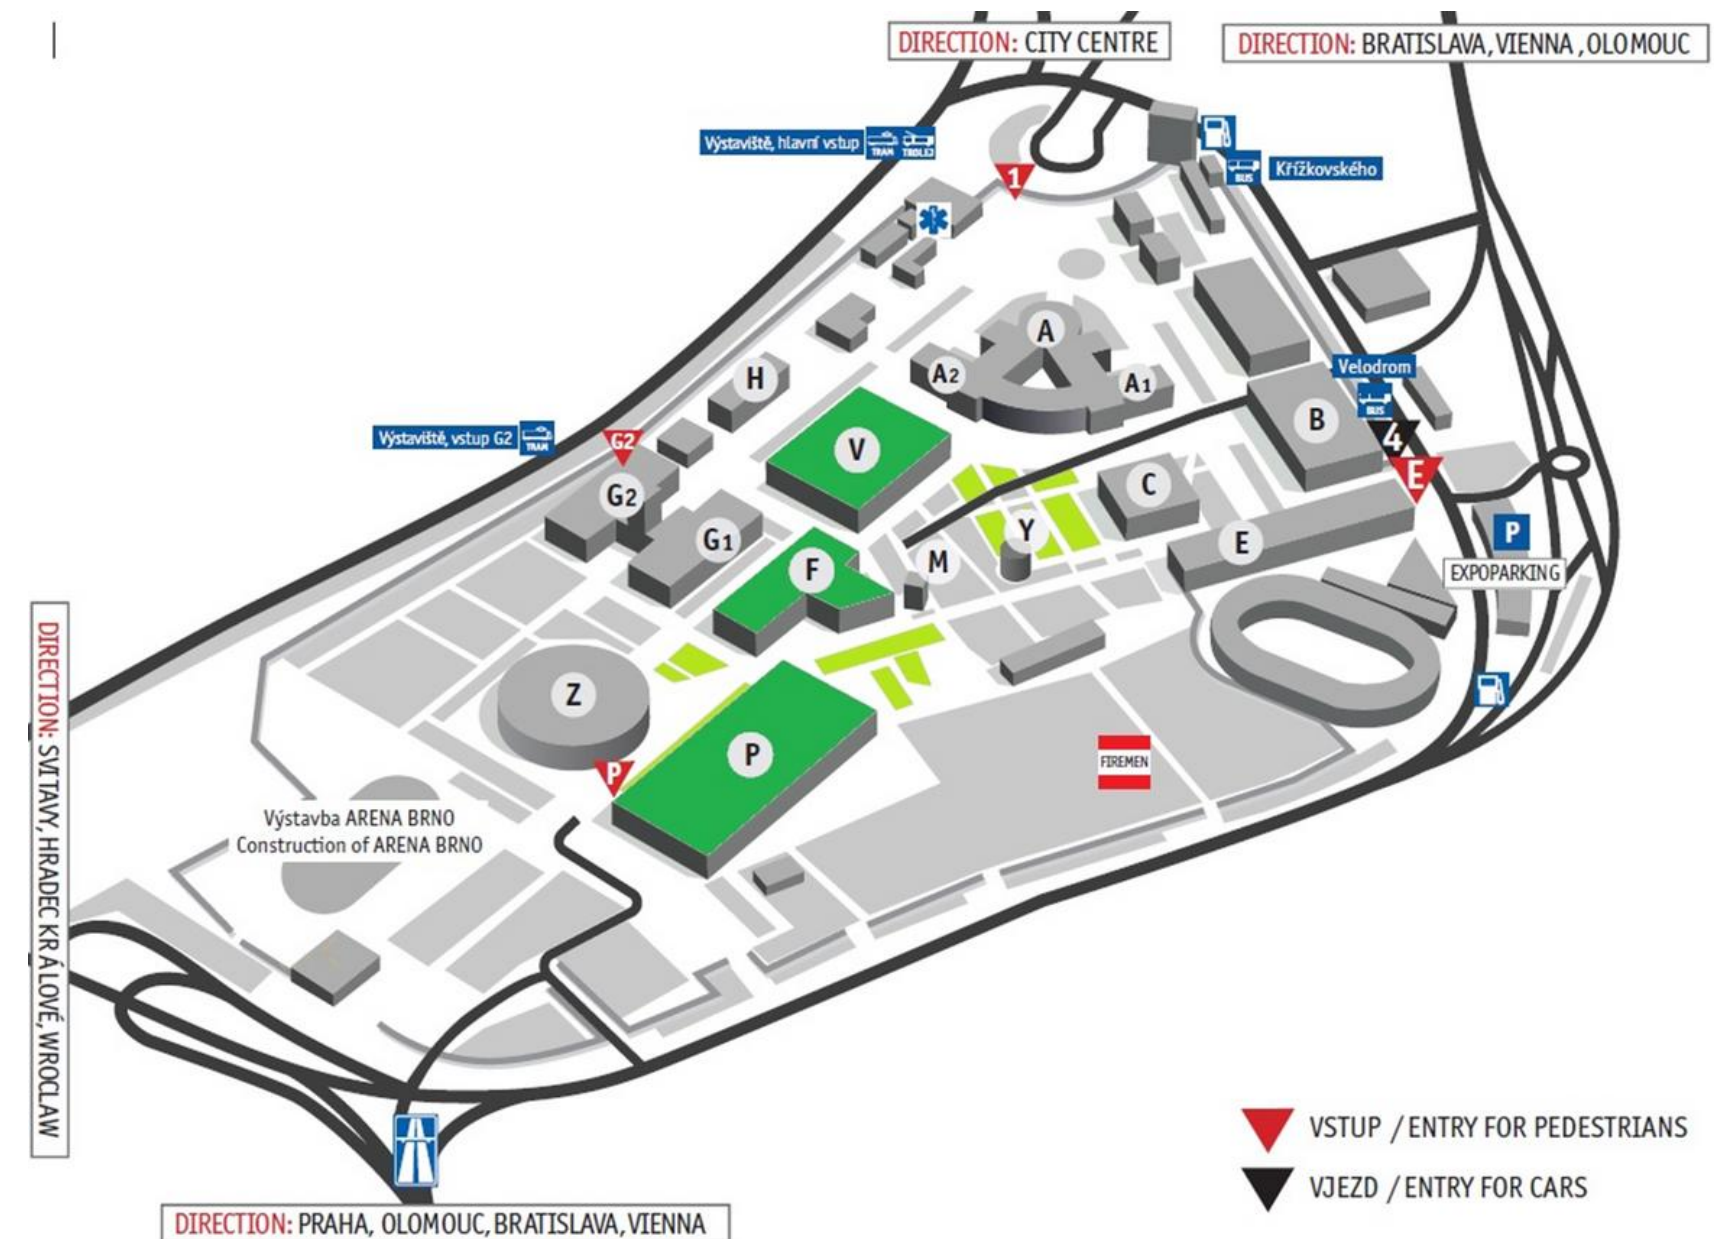 DIRECTION: CITY CENTRE
DIRECTION: BRATISLAVA, VIENNA, OLOMOUC
Výstaviště, hlavní vstup
TRAM
TROLEJ
1
BUS
Křížkovského
A
A2
A1
H
Velodrom
BUS
B
4
E
Výstaviště, vstup G2
TRAM
G2
G2
V
C
P
EXPOPARKING
G1
F
Y
M
E
Z
P
P
FIREMEN
DIRECTION: SVITAVY, HRADEC KRÁLOVÉ, WROCLAW
Výstavba ARENA BRNO
Construction of ARENA BRNO
VSTUP / ENTRY FOR PEDESTRIANS
VJEZD / ENTRY FOR CARS
DIRECTION: PRAHA, OLOMOUC, BRATISLAVA, VIENNA